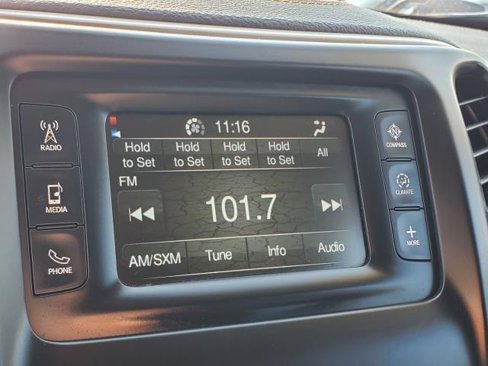 11:16
Hold to Set
Hold to Set
Hold to Set
Hold to Set
All
FM
101.7
AM/SXM
Tune
Info
Audio
RADIO
MEDIA
PHONE
COMPASS
CLIMATE
MORE